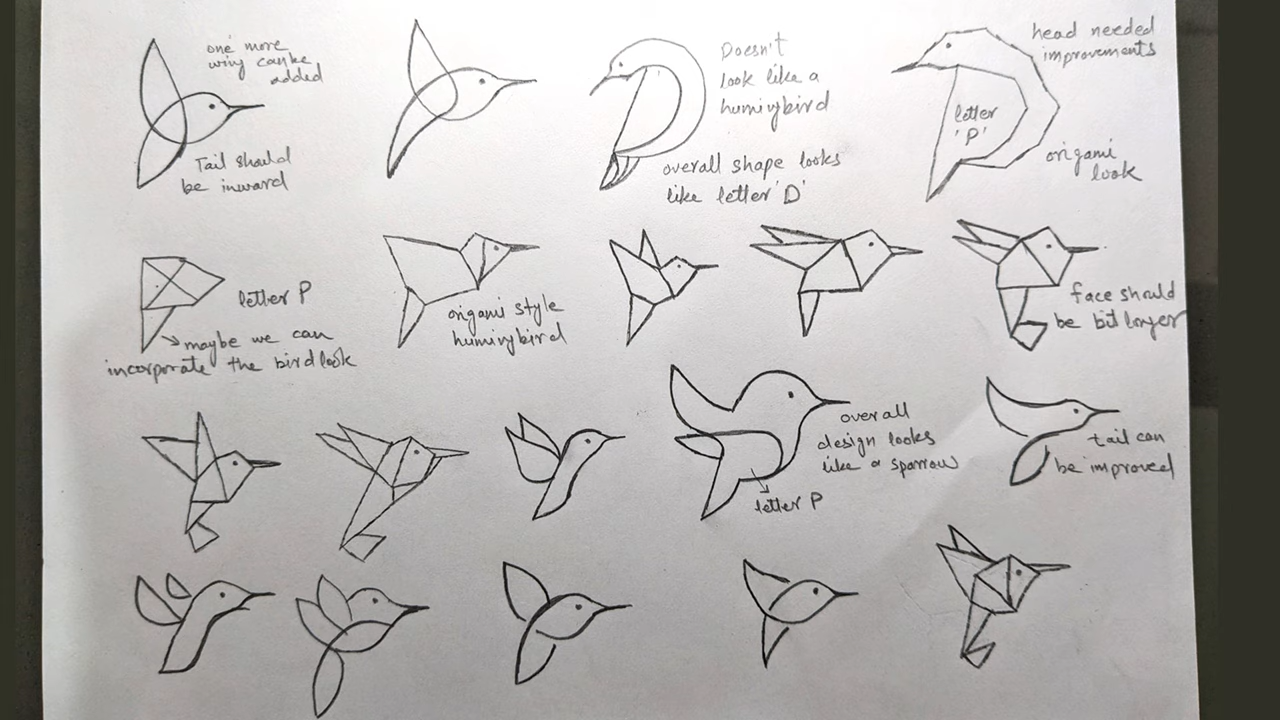 one more
wing can be
added
Tail should
be inward
Doesn't
look like a
humingbird
overall shape looks
like letter 'D'
head needed
improvements
letter
'P'
origami
look
letter P
maybe we can
incorporate the bird look
origami style
humingbird
face should
be bit longer
overall
design looks
like a sparrow
letter P
tail can
be improved